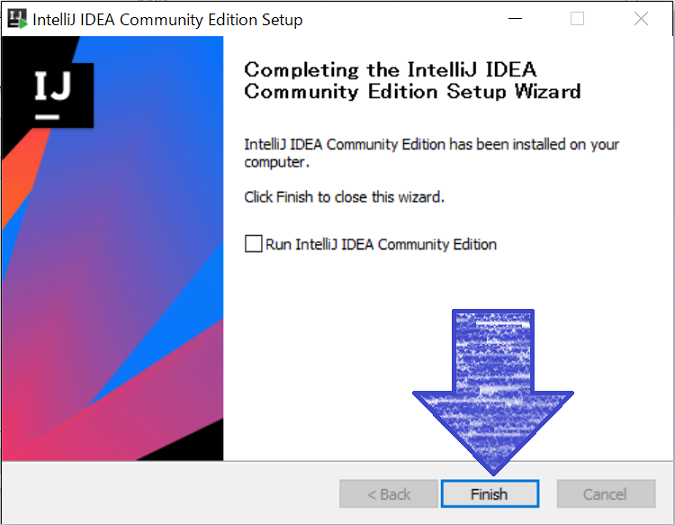 IntelliJ IDEA Community Edition Setup
IJ
Completing the IntelliJ IDEA
Community Edition Setup Wizard
IntelliJ IDEA Community Edition has been installed on your
computer.
Click Finish to close this wizard.
Run IntelliJ IDEA Community Edition
< Back
Finish
Cancel